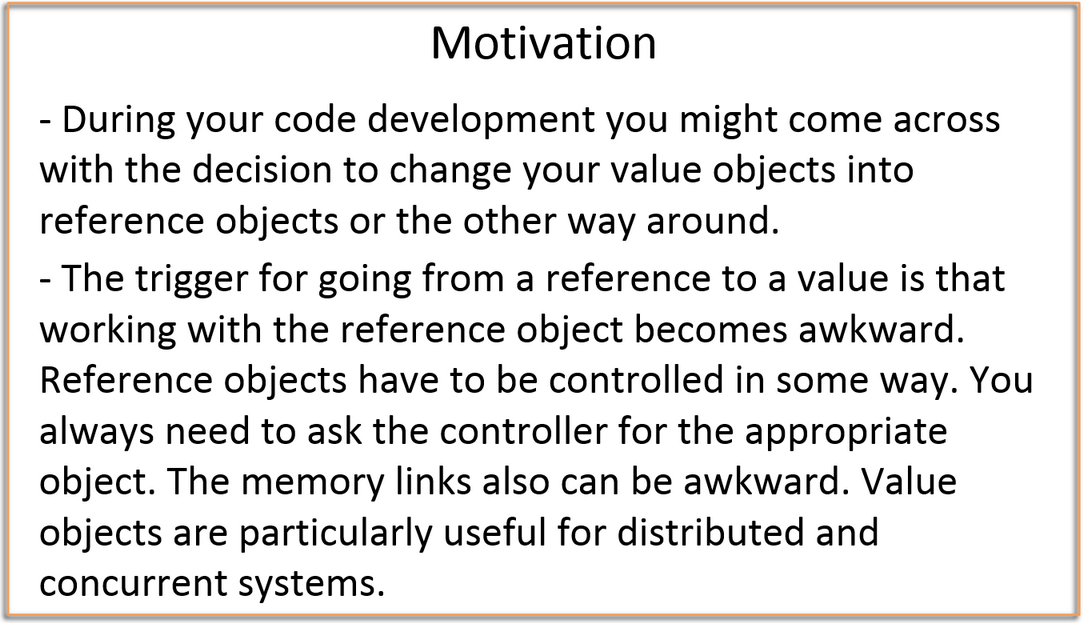 Motivation
- During your code development you might come across
with the decision to change your value objects into
reference objects or the other way around.
- The trigger for going from a reference to a value is that
working with the reference object becomes awkward.
Reference objects have to be controlled in some way. You
always need to ask the controller for the appropriate
object. The memory links also can be awkward. Value
objects are particularly useful for distributed and
concurrent systems.